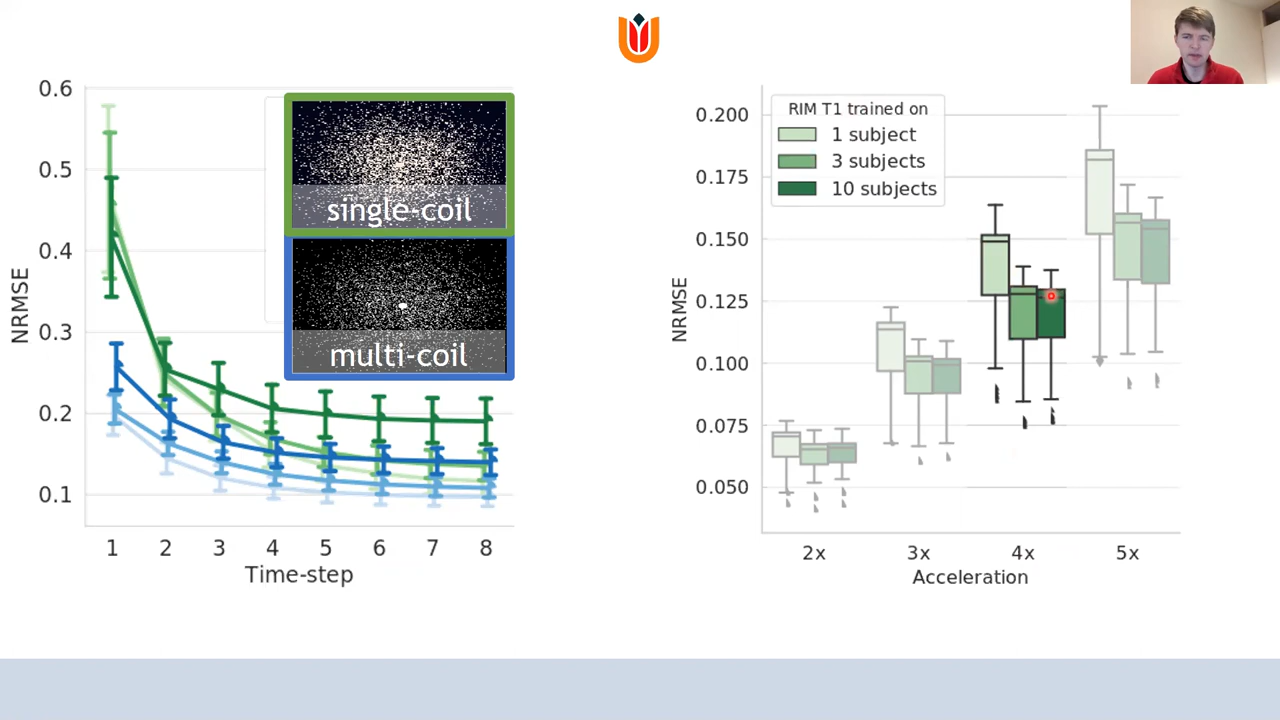 0.6
0.5
0.4
0.3
0.2
0.1
NRMSE
1 2 3 4 5 6 7 8
Time-step
single-coil
multi-coil
RIM T1 trained on
1 subject
3 subjects
10 subjects
0.200
0.175
0.150
0.125
0.100
0.075
0.050
NRMSE
2x 3x 4x 5x
Acceleration